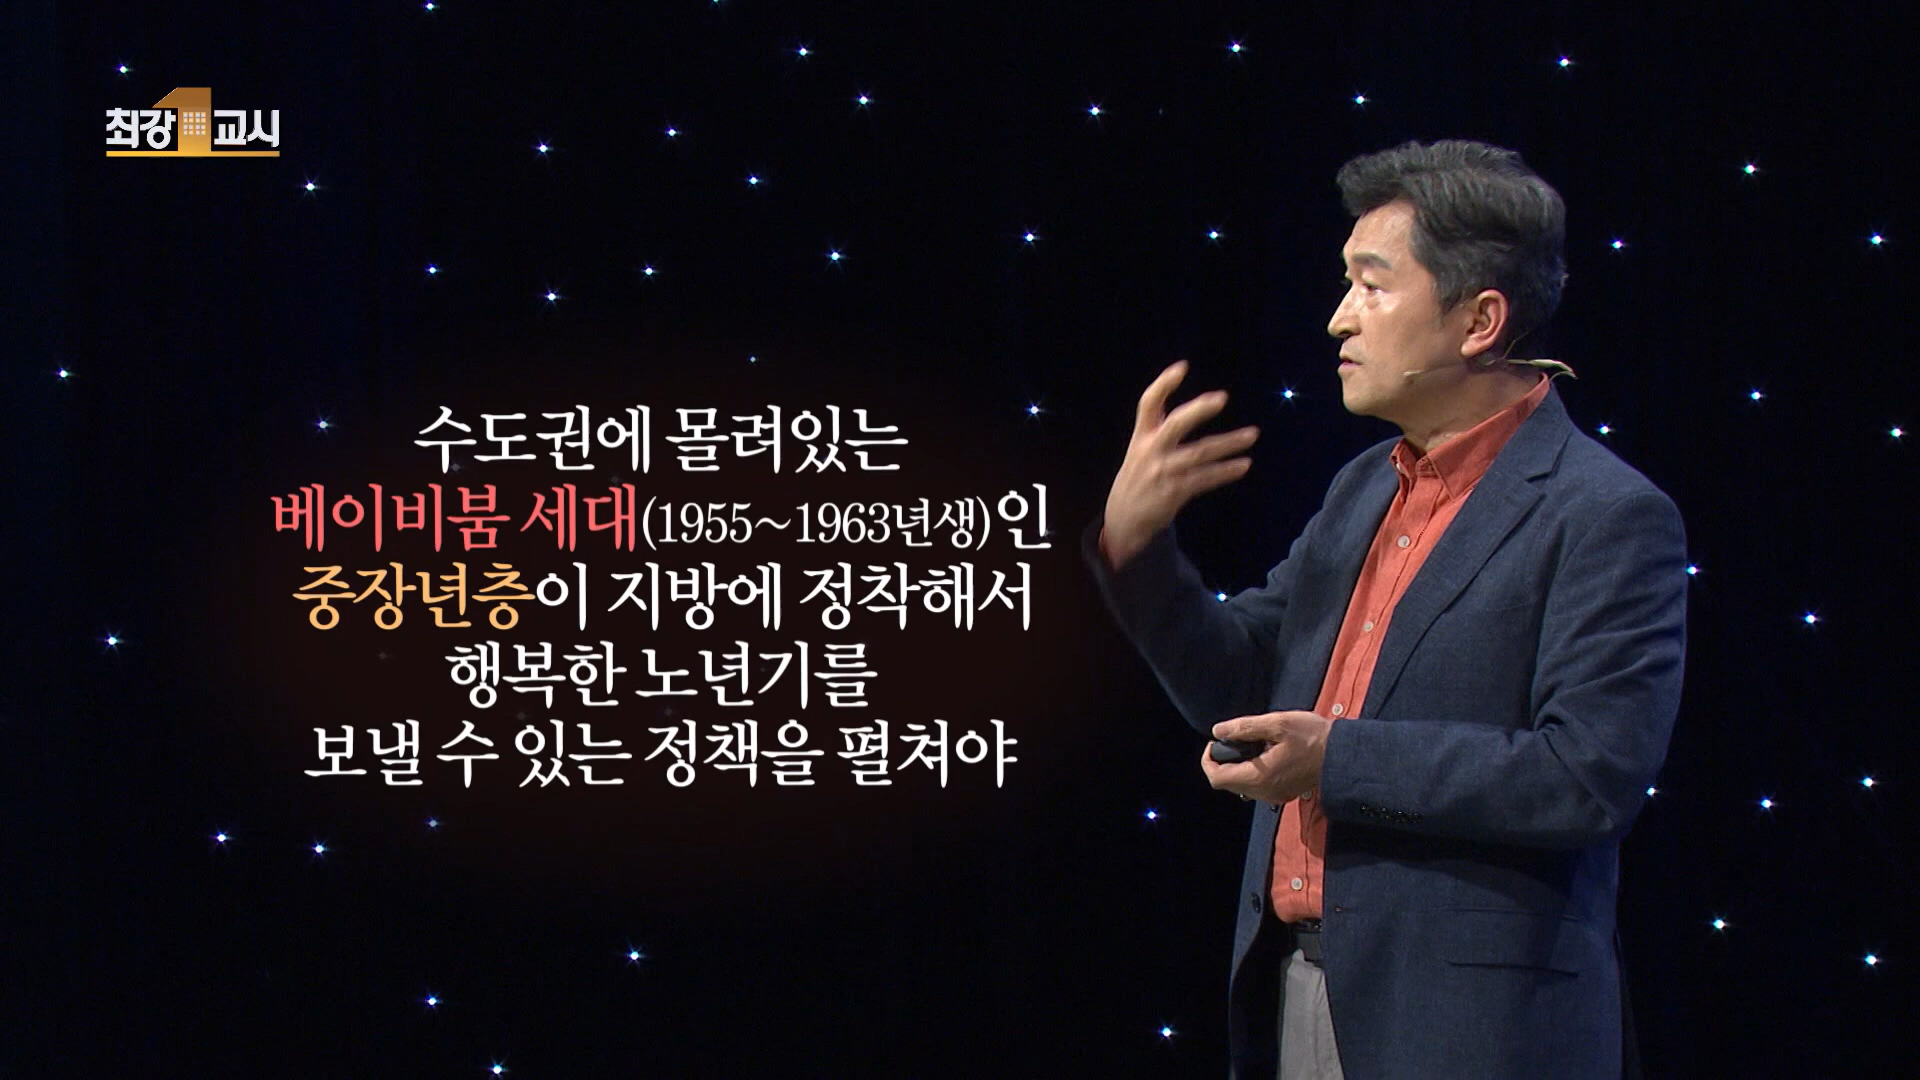 최강1교시
수도권에 몰려있는
베이비붐 세대(1955~1963년생)인
중장년층이 지방에 정착해서
행복한 노년기를
보낼 수 있는 정책을 펼쳐야